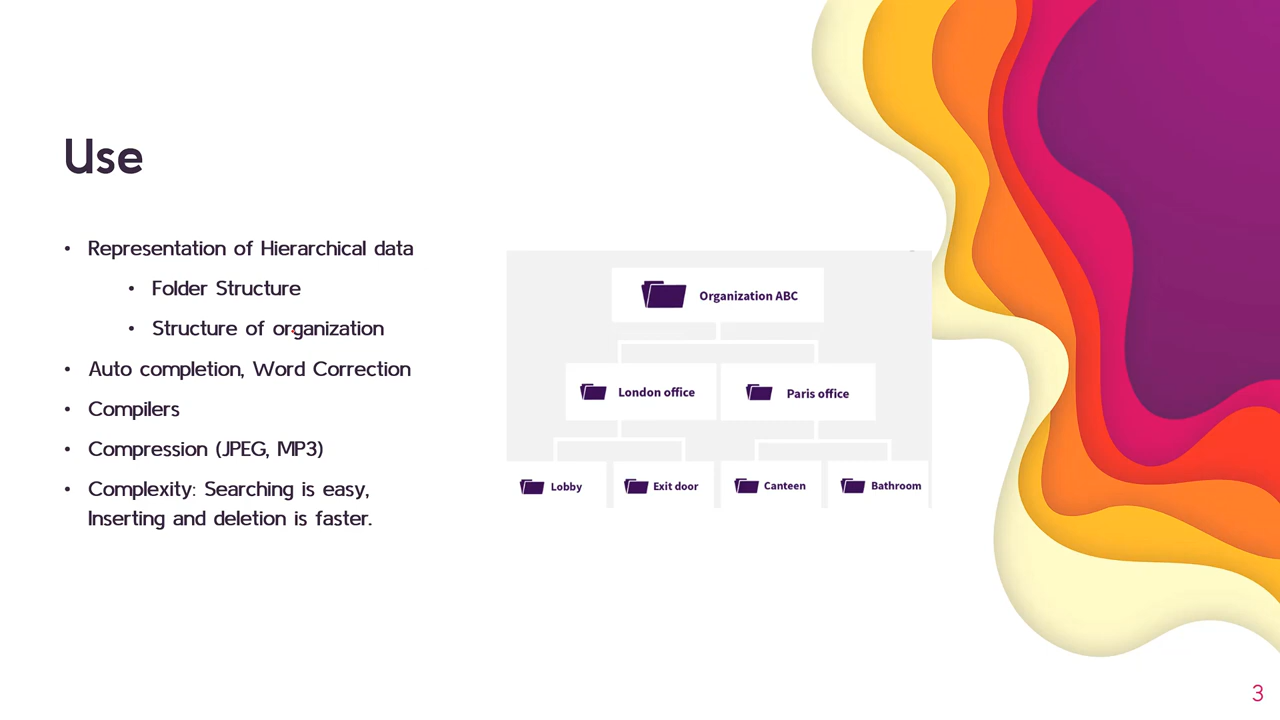 Use
• Representation of Hierarchical data
• Folder Structure
• Structure of organization
• Auto completion, Word Correction
• Compilers
• Compression (JPEG, MP3)
• Complexity: Searching is easy,
Inserting and deletion is faster.
Organization ABC
London office
Paris office
Lobby
Exit door
Canteen
Bathroom
3